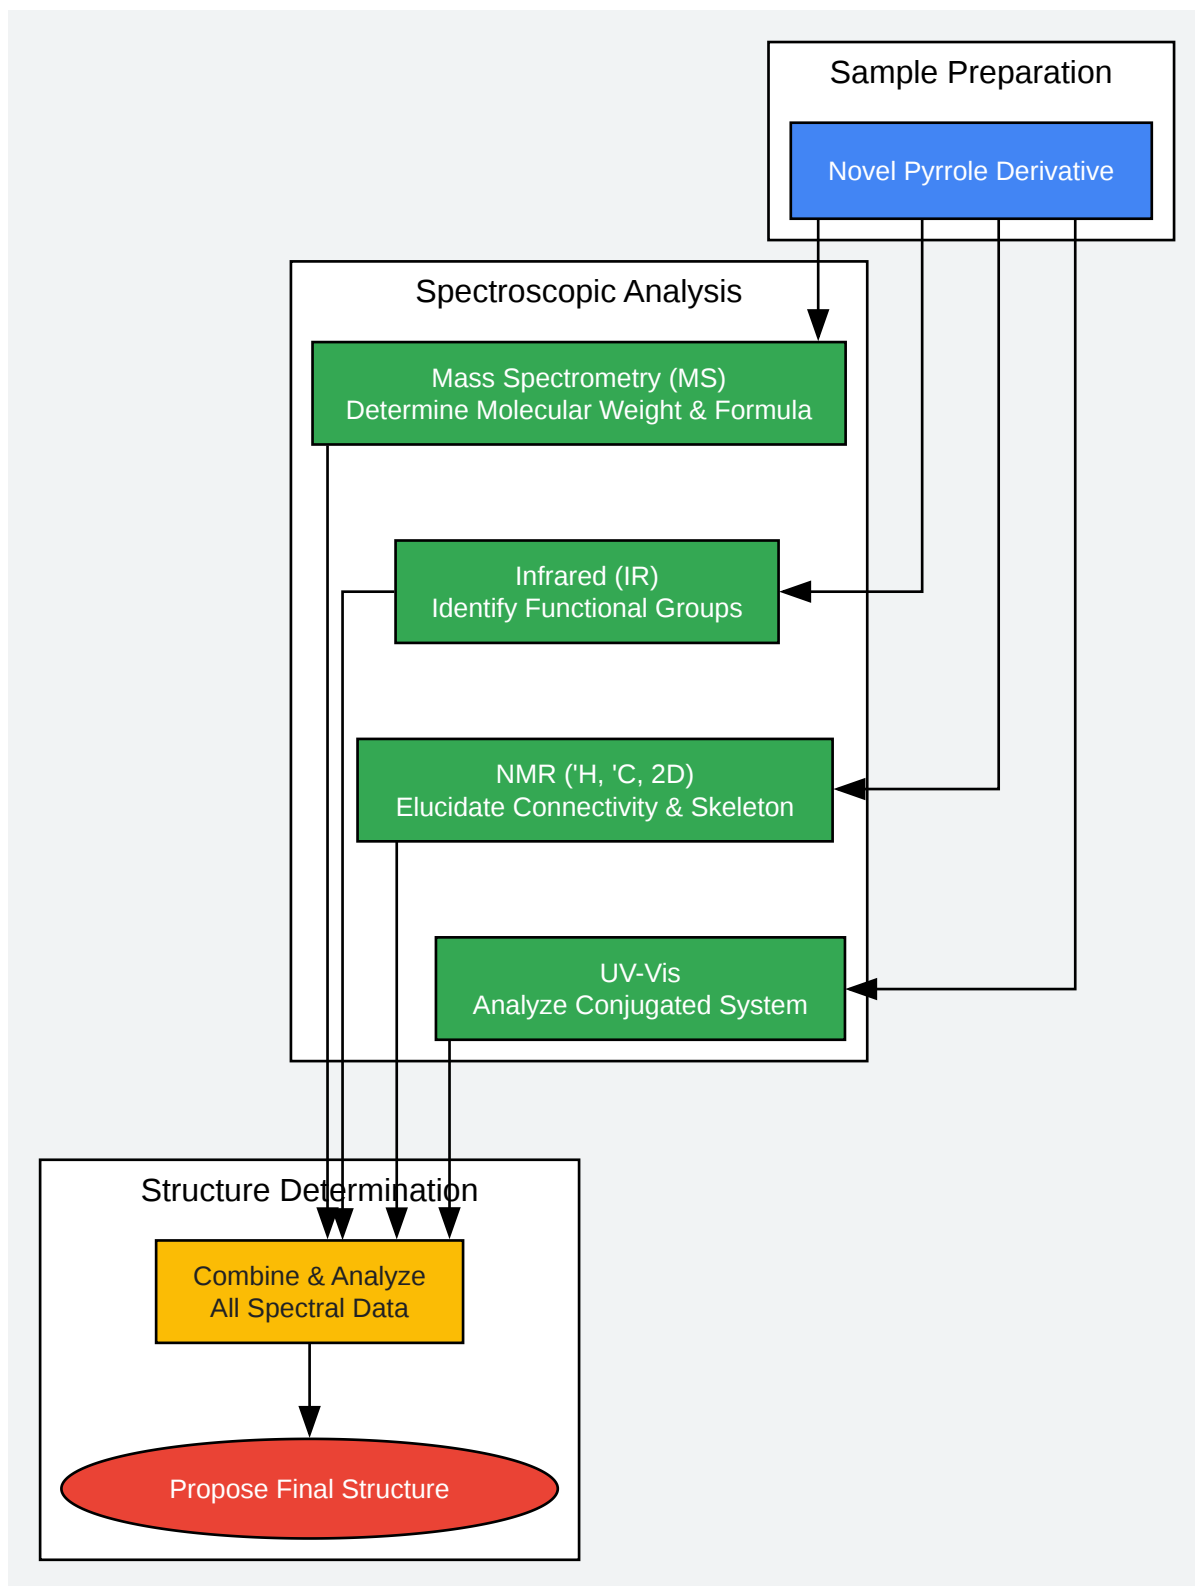 Sample Preparation
Novel Pyrrole Derivative
Spectroscopic Analysis
Mass Spectrometry (MS)
Determine Molecular Weight & Formula
Infrared (IR)
Identify Functional Groups
NMR ('H, 'C, 2D)
Elucidate Connectivity & Skeleton
UV-Vis
Analyze Conjugated System
Structure Determination
Combine & Analyze
All Spectral Data
Propose Final Structure